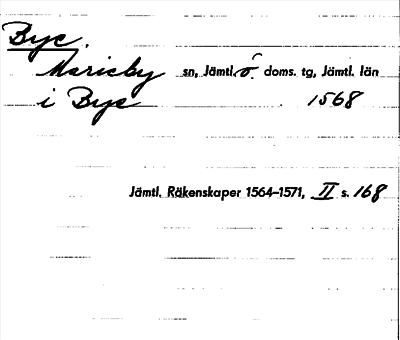 Bye.
Marieby sn, Jämtl. ö. doms. tg, Jämtl. län
i Bye 1568
Jämtl. Räkenskaper 1564–1571, II s. 168